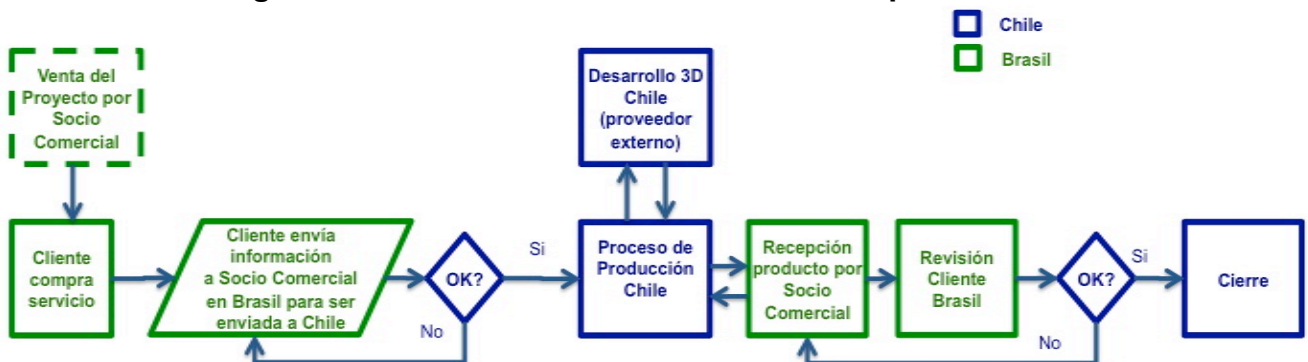 Chile
Brasil
Venta del
Proyecto por
Socio
Comercial
Desarrollo 3D
Chile
(proveedor
externo)
Cliente
compra
servicio
Cliente envía
información
a Socio Comercial
en Brasil para ser
enviada a Chile
OK?
Si
No
Proceso de
Producción
Chile
Recepción
producto por
Socio
Comercial
Revisión
Cliente
Brasil
OK?
Si
No
Cierre